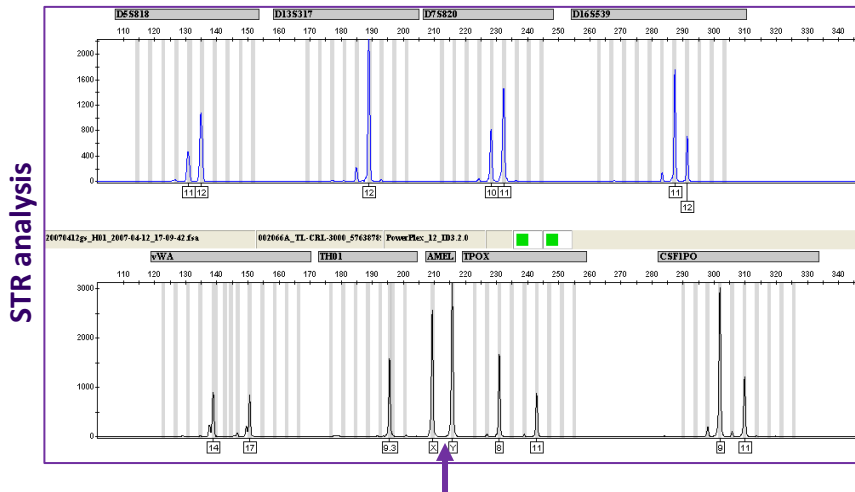 STR analysis
D5S818 D13S317 D7S820 D16S539
110 120 130 140 150 160 170 180 190 200 210 220 230 240 250 260 270 280 290 300 310 320 330 340
2000
1600
1200
800
400
0
11 12 12 10 11 11
12
20070412gs_H01_2007-04-12_17-09-42.fsa 002066A_TL-CRL-3000_5763878: PowerPlex_12_ID3.2.0
vWA TH01 AMEL TPOX CSF1PO
110 120 130 140 150 160 170 180 190 200 210 220 230 240 250 260 270 280 290 300 310 320 330 340
3000
2000
1000
0
14 17 9.3 X Y 8 11 9 11